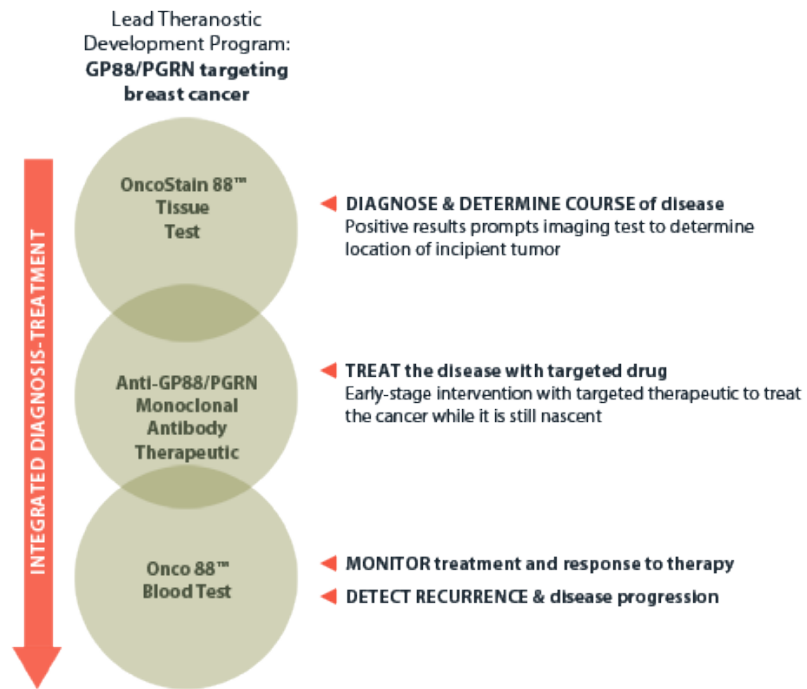 Lead Theranostic
Development Program:
GP88/PGRN targeting
breast cancer
INTEGRATED DIAGNOSIS-TREATMENT
OncoStain 88™
Tissue
Test
DIAGNOSE & DETERMINE COURSE of disease
Positive results prompts imaging test to determine
location of incipient tumor
Anti-GP88/PGRN
Monoclonal
Antibody
Therapeutic
TREAT the disease with targeted drug
Early-stage intervention with targeted therapeutic to treat
the cancer while it is still nascent
Onco 88™
Blood Test
MONITOR treatment and response to therapy
DETECT RECURRENCE & disease progression